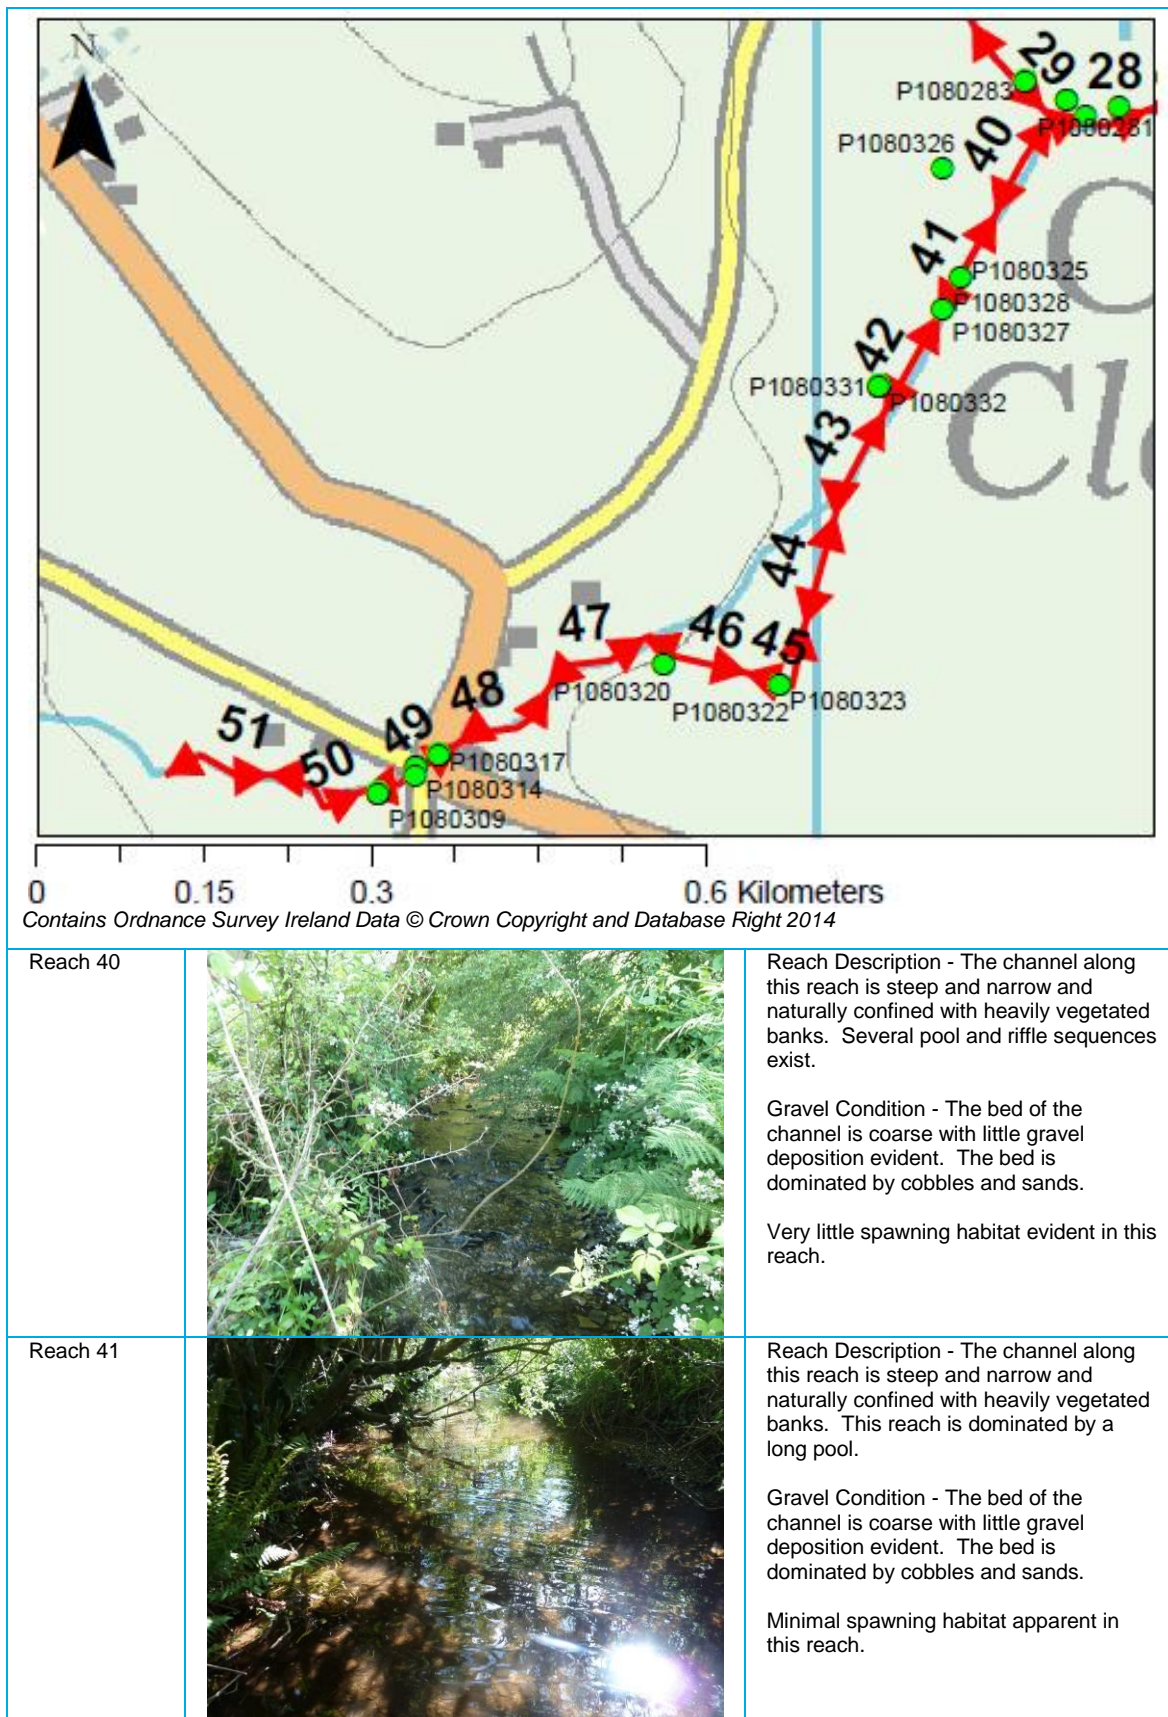 N
29
28
P1080283
P1080281
40
P1080326
O
41
P1080325
P1080328
P1080327
Cl
42
P1080331
P1080332
43
44
47
46
45
P1080320
P1080322
P1080323
48
49
51
50
P1080317
P1080314
P1080309
0 0.15 0.3 0.6 Kilometers
Contains Ordnance Survey Ireland Data © Crown Copyright and Database Right 2014
Reach 40
Reach Description - The channel along
this reach is steep and narrow and
naturally confined with heavily vegetated
banks. Several pool and riffle sequences
exist.
Gravel Condition - The bed of the
channel is coarse with little gravel
deposition evident. The bed is
dominated by cobbles and sands.
Very little spawning habitat evident in this
reach.
Reach 41
Reach Description - The channel along
this reach is steep and narrow and
naturally confined with heavily vegetated
banks. This reach is dominated by a
long pool.
Gravel Condition - The bed of the
channel is coarse with little gravel
deposition evident. The bed is
dominated by cobbles and sands.
Minimal spawning habitat apparent in
this reach.